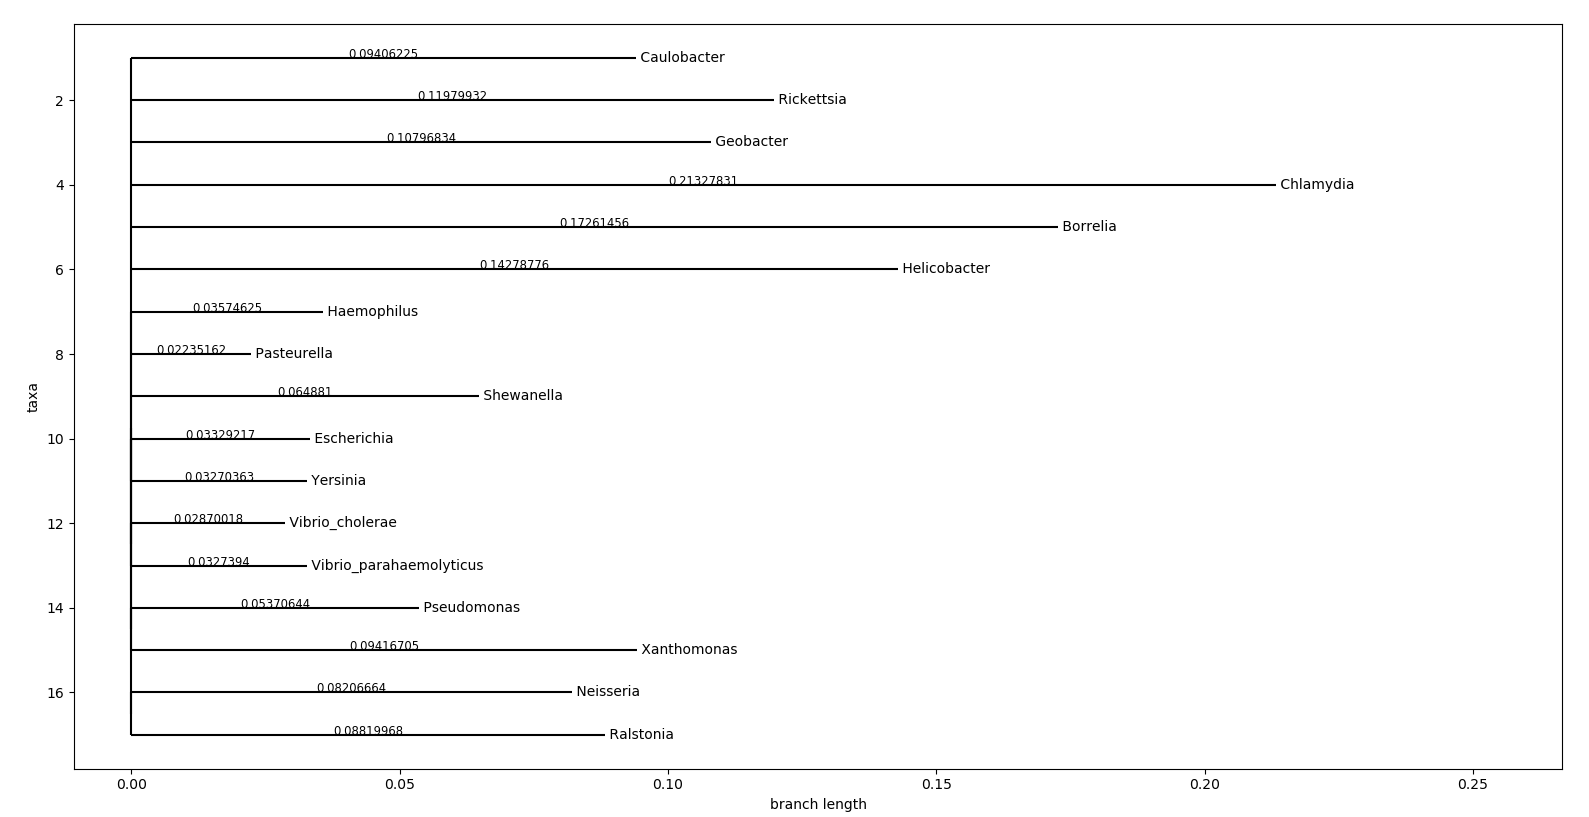 0.09406225 Caulobacter
0.11979932 Rickettsia
2
0.10796834 Geobacter
0.21327831 Chlamydia
4
0.17261456 Borrelia
0.14278776 Helicobacter
6
0.03574625 Haemophilus
0.02235162 Pasteurella
8
0.064881 Shewanella
taxa
0.03329217 Escherichia
10
0.03270363 Yersinia
0.02870018 Vibrio_cholerae
12
0.0327394 Vibrio_parahaemolyticus
0.05370644 Pseudomonas
14
0.09416705 Xanthomonas
0.08206664 Neisseria
16
0.08819968 Ralstonia
0.00 0.05 0.10 0.15 0.20 0.25
branch length